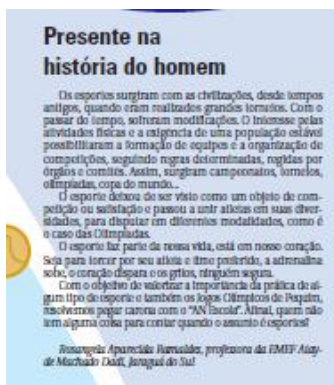 Presente na
história do homem
Os esportes surgiram com as civilizações, desde tempos
antigos, quando eram realizados grandes torneios. Com o
passar do tempo, sofreram modificações. O interesse pelas
atividades físicas e a exigência de uma população estável
possibilitaram a formação de equipes e a organização de
competições, seguindo regras determinadas, regidas por
órgãos e comitês. Assim, surgiram campeonatos, torneios,
olimpíadas, copa do mundo...
O esporte deixou de ser visto como um objeto de com-
petição ou satisfação e passou a unir atletas em suas diver-
sidades, para disputar em diferentes modalidades, como é
o caso das Olimpíadas.
O esporte faz parte da nossa vida, está em nosso coração.
Seja para torcer por seu atleta e time preferido, a adrenalina
sobe, o coração dispara e os gritos, ninguém segura.
Com o objetivo de valorizar a importância da prática de al-
gum tipo de esporte e também os Jogos Olímpicos de Pequim,
resolvemos pegar carona com o "AN Escola". Afinal, quem não
tem alguma coisa para contar quando o assunto é esportes?
Rosangela Aparecida Ramaldes, professora da EMEF Atay-
de Machado Dadi, Jaraguá do Sul